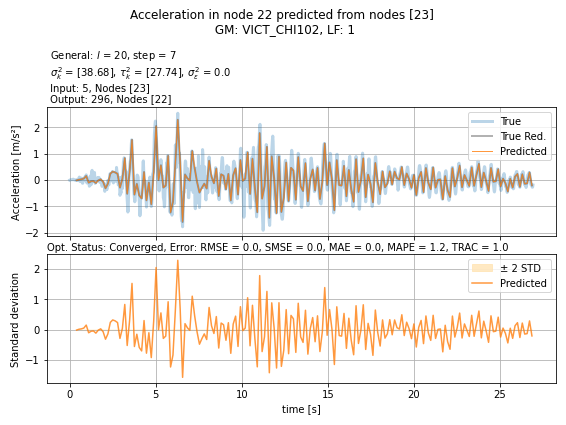 Acceleration in node 22 predicted from nodes [23]
GM: VICT_CHI102, LF: 1
General: l = 20, step = 7
σ²ₖ = [38.68], τ²ₖ = [27.74], σ²ε = 0.0
Input: 5, Nodes [23]
Output: 296, Nodes [22]
Acceleration [m/s²]
2
1
0
−1
−2
True
True Red.
Predicted
Opt. Status: Converged, Error: RMSE = 0.0, SMSE = 0.0, MAE = 0.0, MAPE = 1.2, TRAC = 1.0
Standard deviation
2
1
0
−1
± 2 STD
Predicted
0 5 10 15 20 25
time [s]